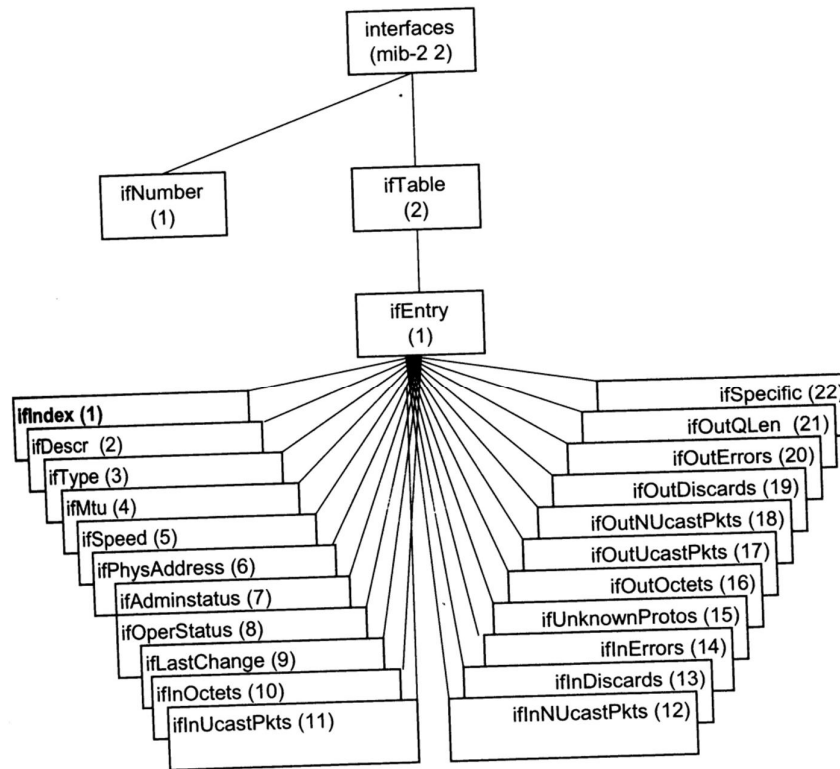 interfaces
(mib-2 2)
ifNumber
(1)
ifTable
(2)
ifEntry
(1)
ifIndex (1)
ifDescr (2)
ifType (3)
ifMtu (4)
ifSpeed (5)
ifPhysAddress (6)
ifAdminstatus (7)
ifOperStatus (8)
ifLastChange (9)
ifInOctets (10)
ifInUcastPkts (11)
ifSpecific (22)
ifOutQLen (21)
ifOutErrors (20)
ifOutDiscards (19)
ifOutNUcastPkts (18)
ifOutUcastPkts (17)
ifOutOctets (16)
ifUnknownProtos (15)
ifInErrors (14)
ifInDiscards (13)
ifInNUcastPkts (12)